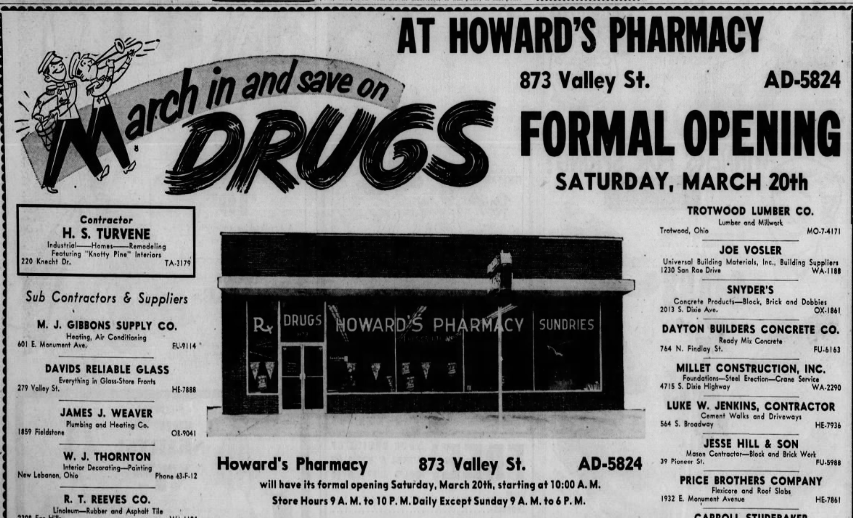 March in and save on
DRUGS
AT HOWARD'S PHARMACY
873 Valley St. AD-5824
FORMAL OPENING
SATURDAY, MARCH 20th
Contractor
H. S. TURVENE
Industrial—Homes—Remodeling
Featuring "Knotty Pine" Interiors
220 Knecht Dr. TA-3179
Sub Contractors & Suppliers
M. J. GIBBONS SUPPLY CO.
Heating, Air Conditioning
601 E. Monument Ave. FU-9114
DAVIDS RELIABLE GLASS
Everything in Glass-Store Fronts
279 Valley St. HE-7888
JAMES J. WEAVER
Plumbing and Heating Co.
1859 Fieldstone OR-9041
W. J. THORNTON
Interior Decorating—Painting
New Lebanon, Ohio Phone 63-F-12
R. T. REEVES CO.
Linoleum—Rubber and Asphalt Tile
Rx DRUGS HOWARD'S PHARMACY SUNDRIES
Howard's Pharmacy 873 Valley St. AD-5824
will have its formal opening Saturday, March 20th, starting at 10:00 A. M.
Store Hours 9 A. M. to 10 P. M. Daily Except Sunday 9 A. M. to 6 P. M.
TROTWOOD LUMBER CO.
Lumber and Millwork
Trotwood, Ohio MO-7-4171
JOE VOSLER
Universal Building Materials, Inc., Building Suppliers
1230 San Rae Drive WA-1188
SNYDER'S
Concrete Products—Block, Brick and Dobbies
2013 S. Dixie Ave. OX-1861
DAYTON BUILDERS CONCRETE CO.
Ready Mix Concrete
764 N. Findlay St. FU-6163
MILLET CONSTRUCTION, INC.
Foundations—Steel Erection—Crane Service
4715 S. Dixie Highway WA-2290
LUKE W. JENKINS, CONTRACTOR
Cement Walks and Driveways
564 S. Broadway HE-7936
JESSE HILL & SON
Mason Contractor—Block and Brick Work
39 Pioneer St. FU-5988
PRICE BROTHERS COMPANY
Flexicore and Roof Slabs
1932 E. Monument Avenue HE-7861
CARROLL STUDEBAKER